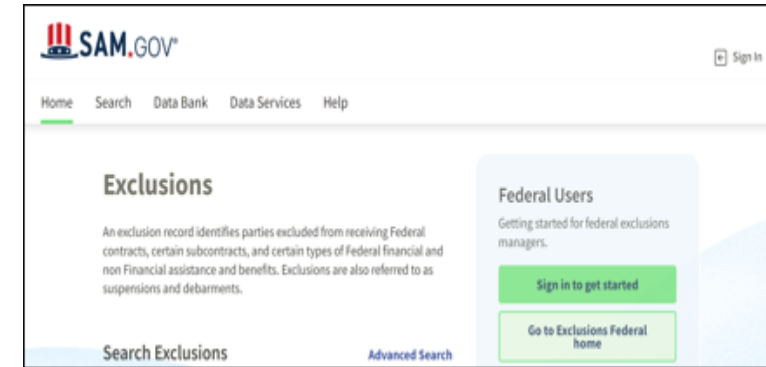 SAM.GOV®
Sign In
Home Search Data Bank Data Services Help
Exclusions
An exclusion record identifies parties excluded from receiving Federal
contracts, certain subcontracts, and certain types of Federal financial and
non Financial assistance and benefits. Exclusions are also referred to as
suspensions and debarments.
Search Exclusions
Advanced Search
Federal Users
Getting started for federal exclusions
managers.
Sign in to get started
Go to Exclusions Federal
home